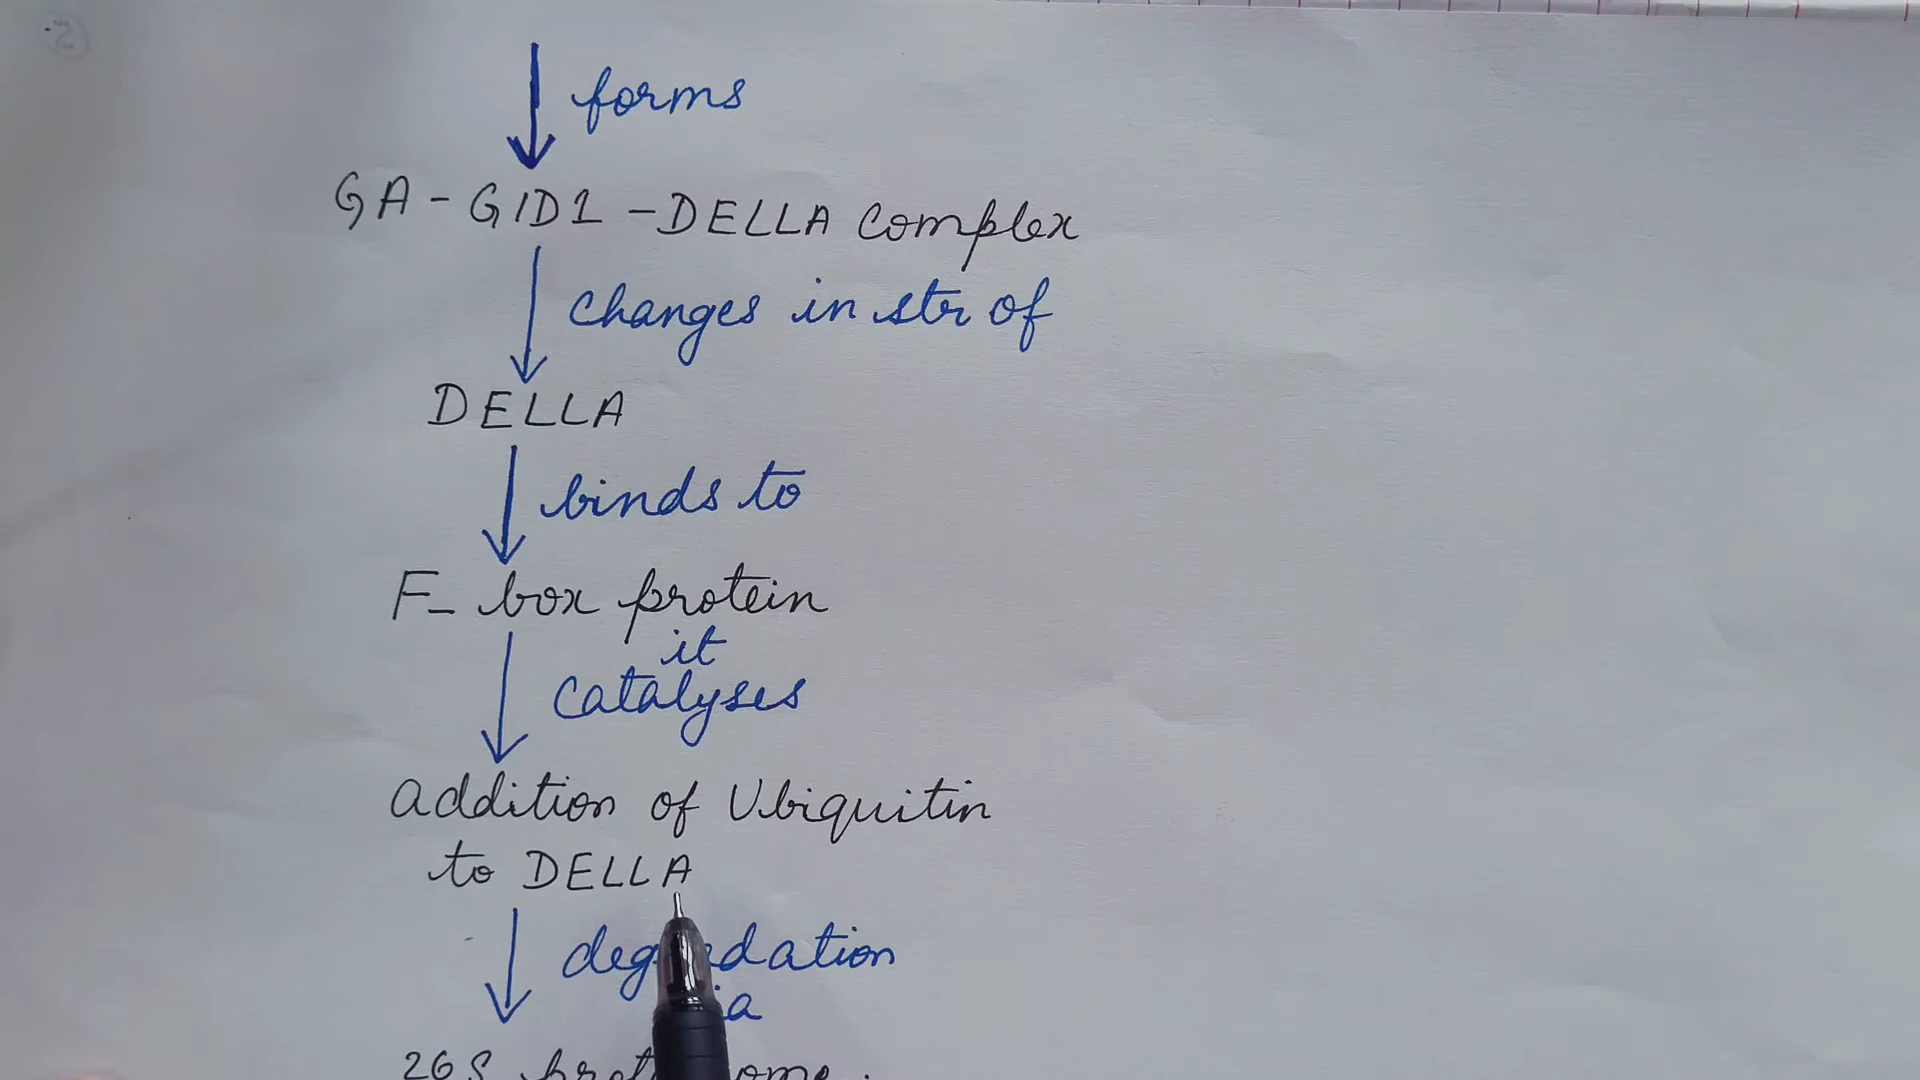 forms
GA - GID1 - DELLA Complex
Changes in str of
DELLA
binds to
F- box protein
it
Catalyses
addition of Ubiquitin
to DELLA
26S